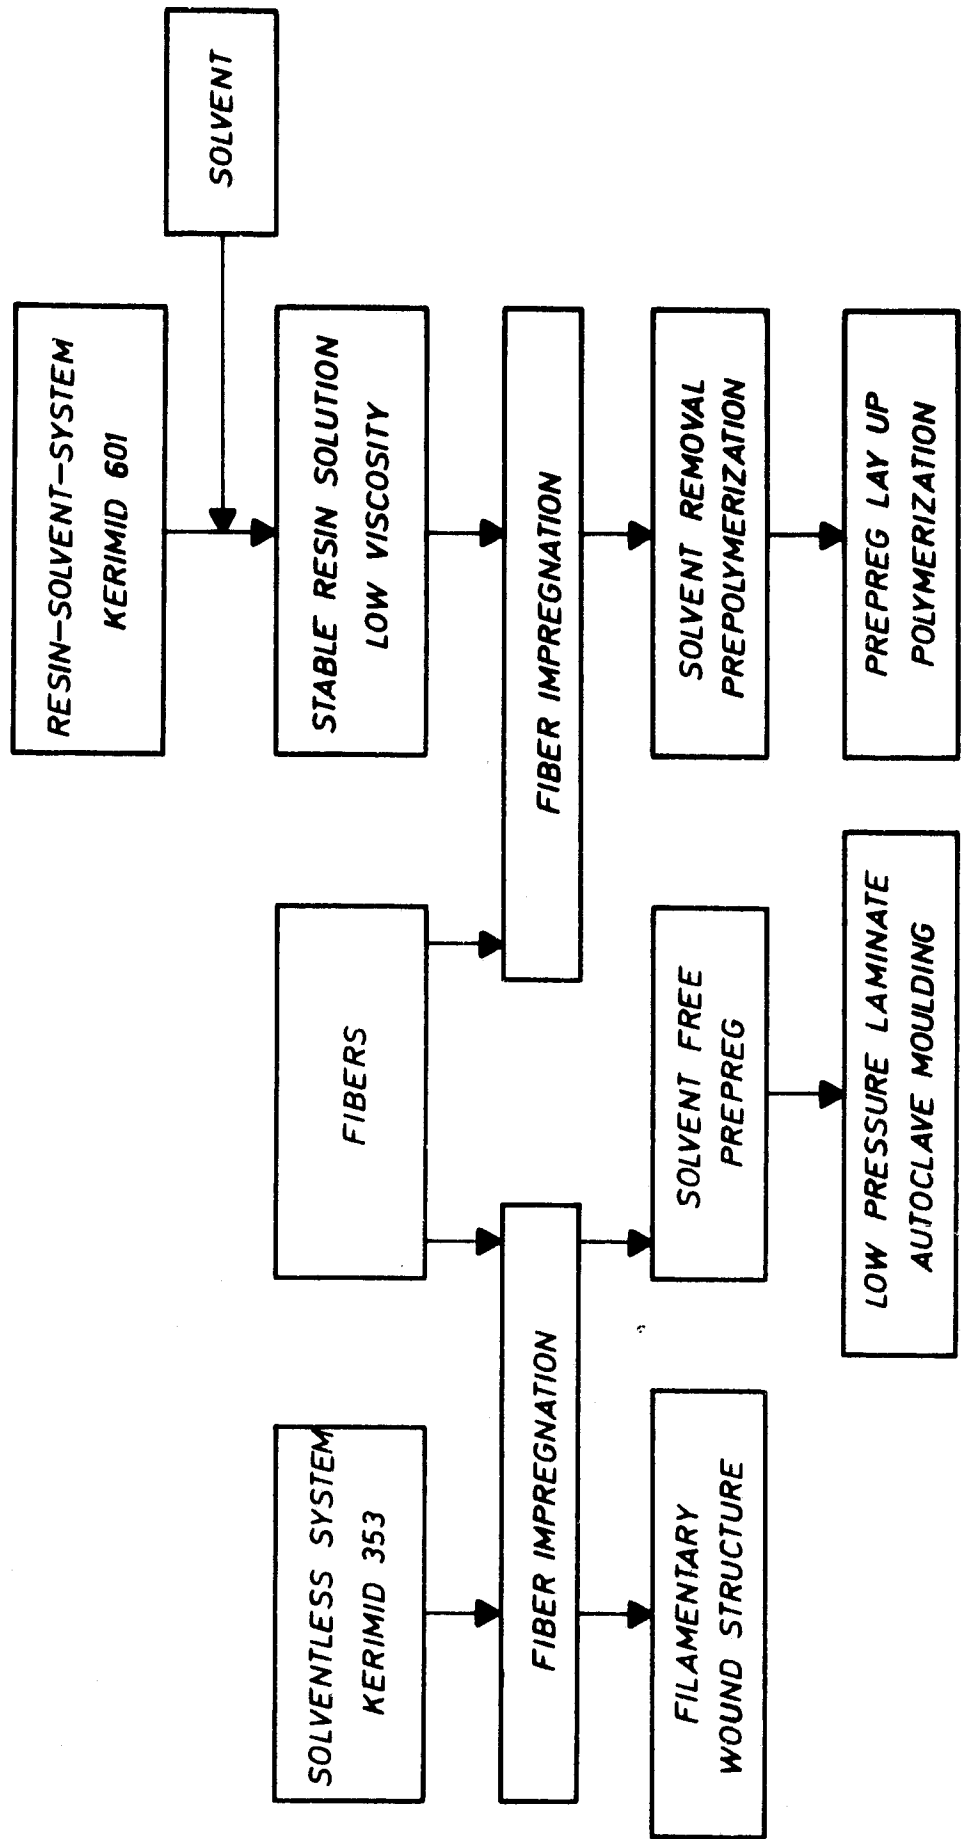 RESIN-SOLVENT-SYSTEM
KERIMID 601
SOLVENT
SOLVENTLESS SYSTEM
KERIMID 353
FIBERS
STABLE RESIN SOLUTION
LOW VISCOSITY
FIBER IMPREGNATION
FIBER IMPREGNATION
FILAMENTARY
WOUND STRUCTURE
SOLVENT FREE
PREPREG
SOLVENT REMOVAL
PREPOLYMERIZATION
LOW PRESSURE LAMINATE
AUTOCLAVE MOULDING
PREPREG LAY UP
POLYMERIZATION